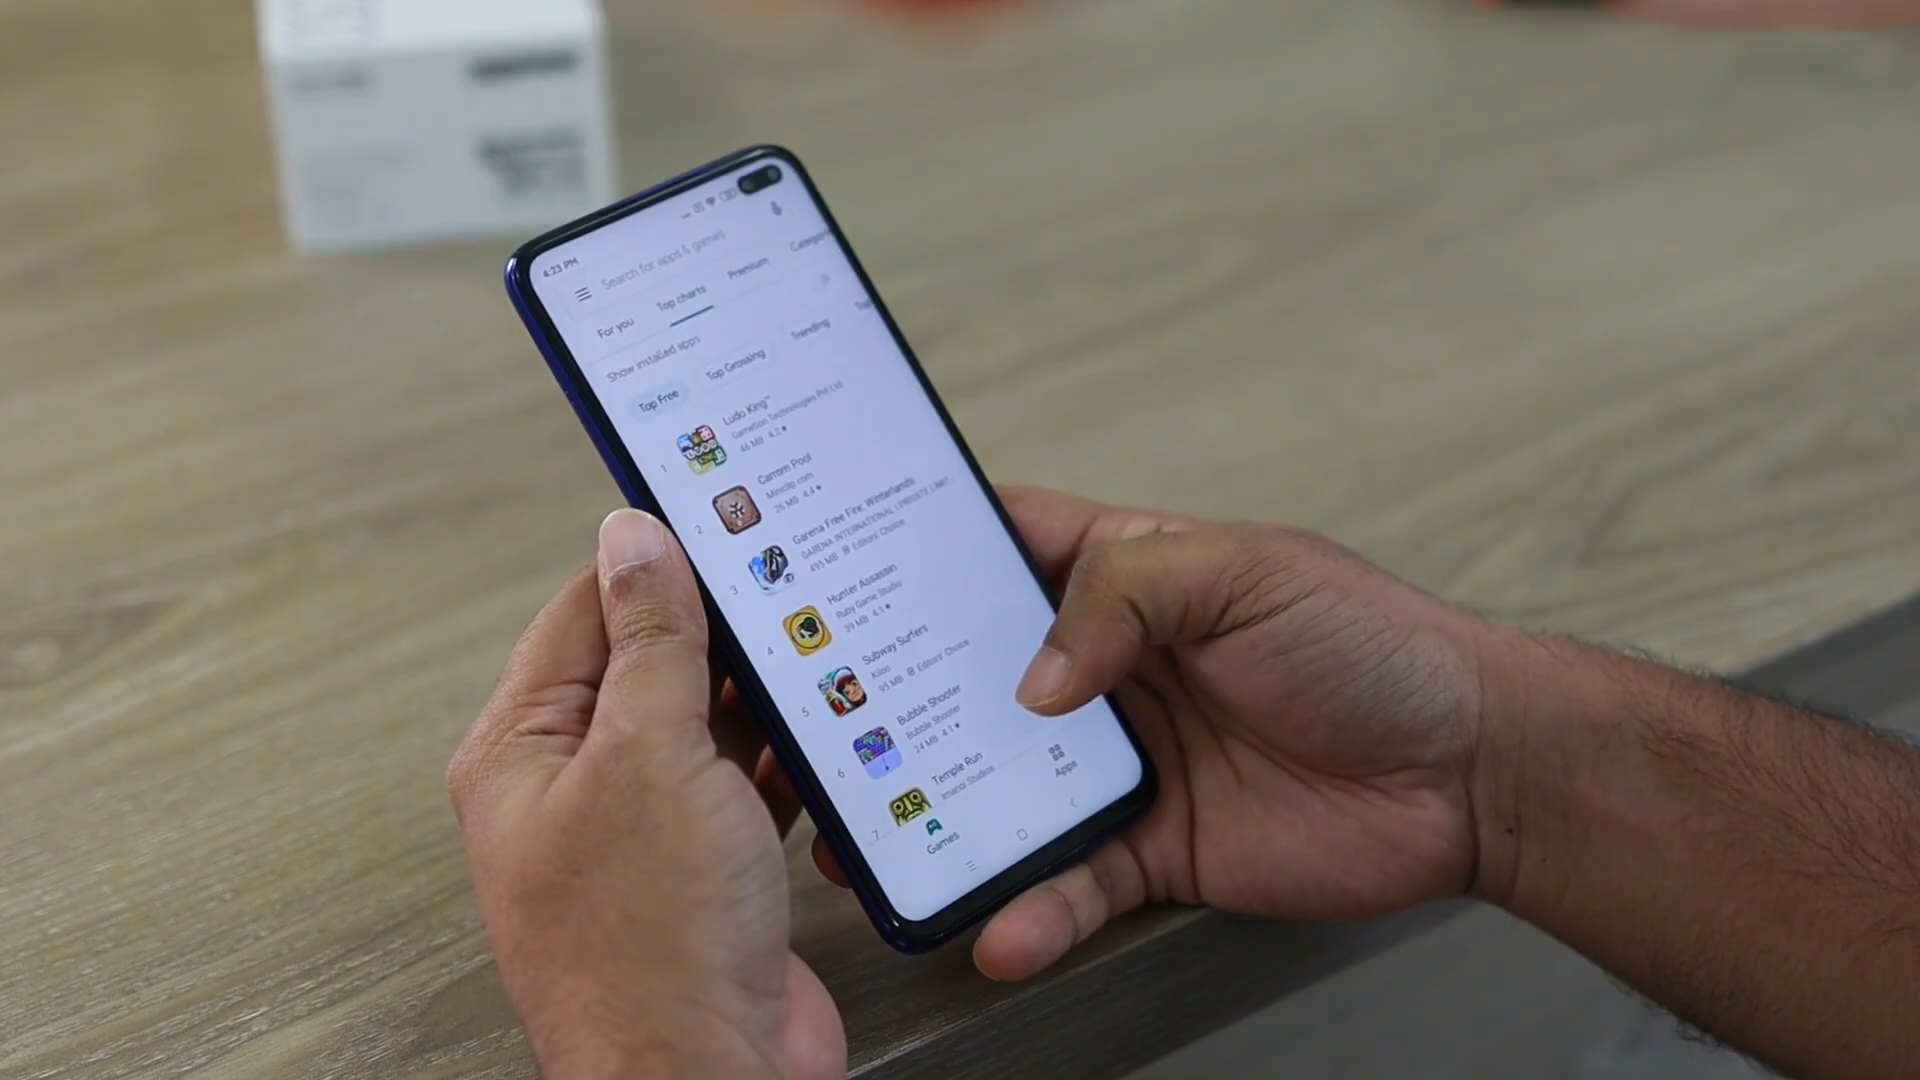 4:23 PM
Search for apps & games
For you
Top charts
Premium
Show installed apps
Top Free
Top Grossing
Trending
1
Ludo King™
Gametion Technologies Pvt Ltd
46 MB 4.2★
2
Carrom Pool
Miniclip.com
26 MB 4.4★
3
Garena Free Fire: Winterlands
GARENA INTERNATIONAL I PRIVATE LIMIT
495 MB Editors' Choice
4
Hunter Assassin
Ruby Game Studio
39 MB 4.1★
5
Subway Surfers
Kiloo
95 MB Editors' Choice
6
Bubble Shooter
Bubble Shooter
24 MB 4.1★
7
Temple Run
Imangi Studios
Games
Apps